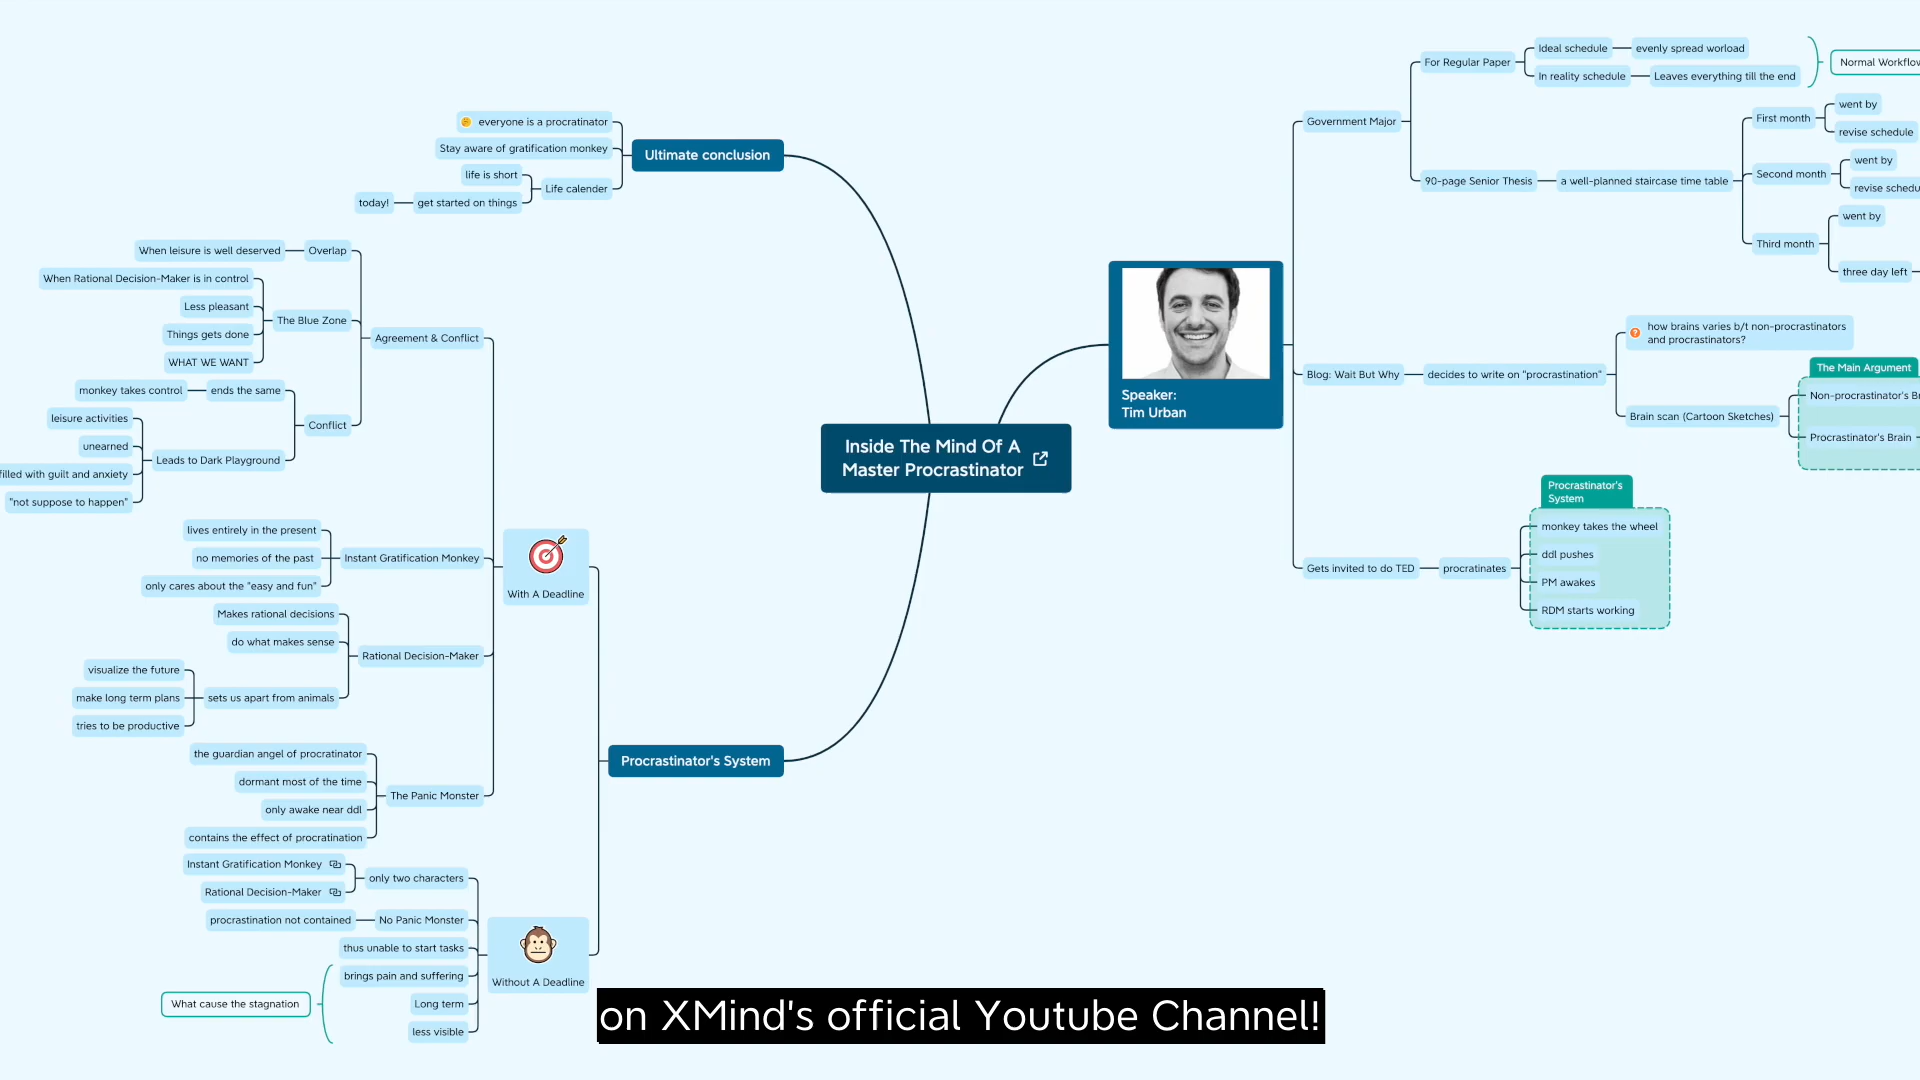 Inside The Mind Of A
Master Procrastinator
Speaker:
Tim Urban
Government Major
For Regular Paper
Ideal schedule
evenly spread worload
In reality schedule
Leaves everything till the end
Normal Workflow
90-page Senior Thesis
a well-planned staircase time table
First month
went by
revise schedule
Second month
went by
revise schedu
Third month
went by
three day left
Blog: Wait But Why
decides to write on "procrastination"
how brains varies b/t non-procrastinators
and procrastinators?
Brain scan (Cartoon Sketches)
The Main Argument
Non-procrastinator's Br
Procrastinator's Brain
Gets invited to do TED
procratinates
Procrastinator's
System
monkey takes the wheel
ddl pushes
PM awakes
RDM starts working
Ultimate conclusion
everyone is a procratinator
Stay aware of gratification monkey
Life calender
life is short
get started on things
today!
Procrastinator's System
With A Deadline
Agreement & Conflict
Overlap
When leisure is well deserved
The Blue Zone
When Rational Decision-Maker is in control
Less pleasant
Things gets done
WHAT WE WANT
Conflict
ends the same
monkey takes control
Leads to Dark Playground
leisure activities
unearned
filled with guilt and anxiety
"not suppose to happen"
Instant Gratification Monkey
lives entirely in the present
no memories of the past
only cares about the "easy and fun"
Rational Decision-Maker
Makes rational decisions
do what makes sense
sets us apart from animals
visualize the future
make long term plans
tries to be productive
The Panic Monster
the guardian angel of procratinator
dormant most of the time
only awake near ddl
contains the effect of procratination
Without A Deadline
only two characters
Instant Gratification Monkey
Rational Decision-Maker
No Panic Monster
procrastination not contained
thus unable to start tasks
brings pain and suffering
Long term
less visible
What cause the stagnation
on XMind's official Youtube Channel!